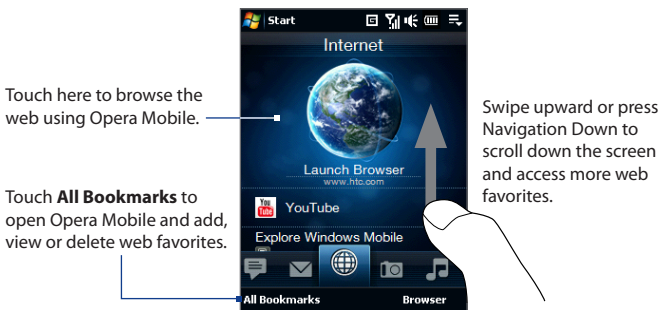 Start
Internet
Touch here to browse the
web using Opera Mobile.
Launch Browser
www.htc.com
Swipe upward or press
Navigation Down to
scroll down the screen
and access more web
favorites.
Touch All Bookmarks to
open Opera Mobile and add,
view or delete web favorites.
You
Tube
YouTube
Explore Windows Mobile
All Bookmarks
Browser